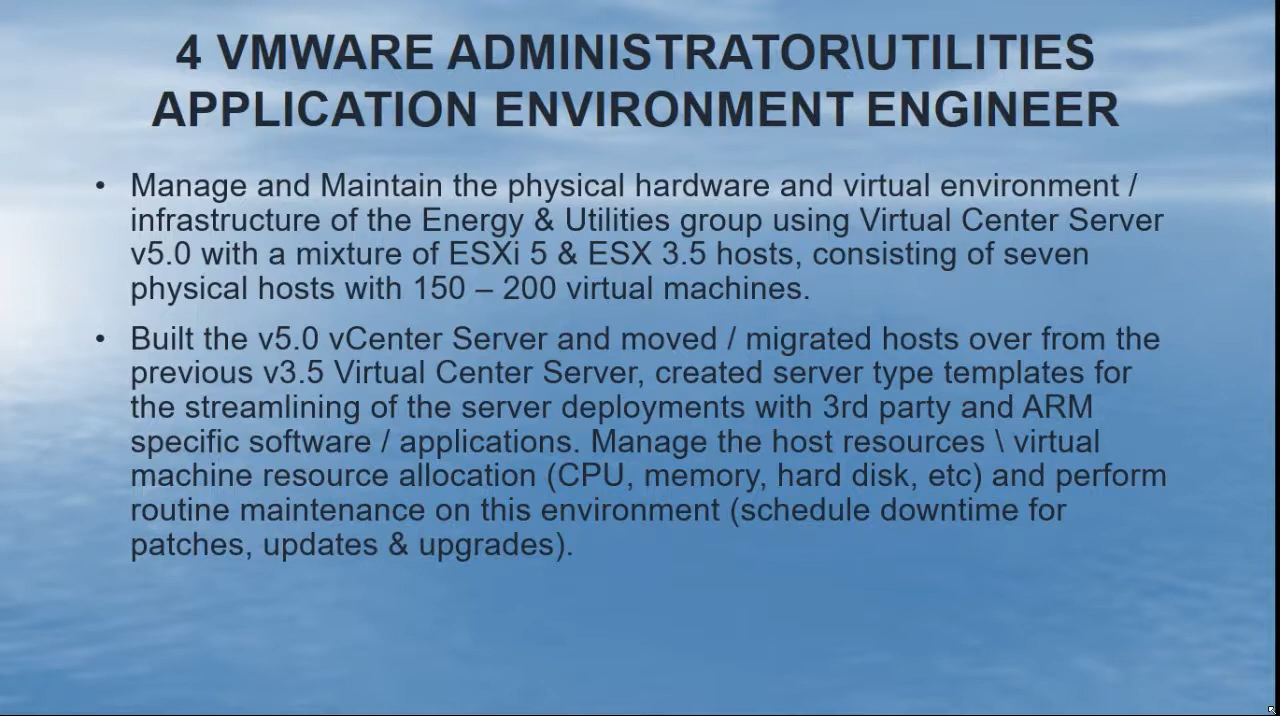 4 VMWARE ADMINISTRATOR\UTILITIES
APPLICATION ENVIRONMENT ENGINEER
• Manage and Maintain the physical hardware and virtual environment /
infrastructure of the Energy & Utilities group using Virtual Center Server
v5.0 with a mixture of ESXi 5 & ESX 3.5 hosts, consisting of seven
physical hosts with 150 – 200 virtual machines.
• Built the v5.0 vCenter Server and moved / migrated hosts over from the
previous v3.5 Virtual Center Server, created server type templates for
the streamlining of the server deployments with 3rd party and ARM
specific software / applications. Manage the host resources \ virtual
machine resource allocation (CPU, memory, hard disk, etc) and perform
routine maintenance on this environment (schedule downtime for
patches, updates & upgrades).